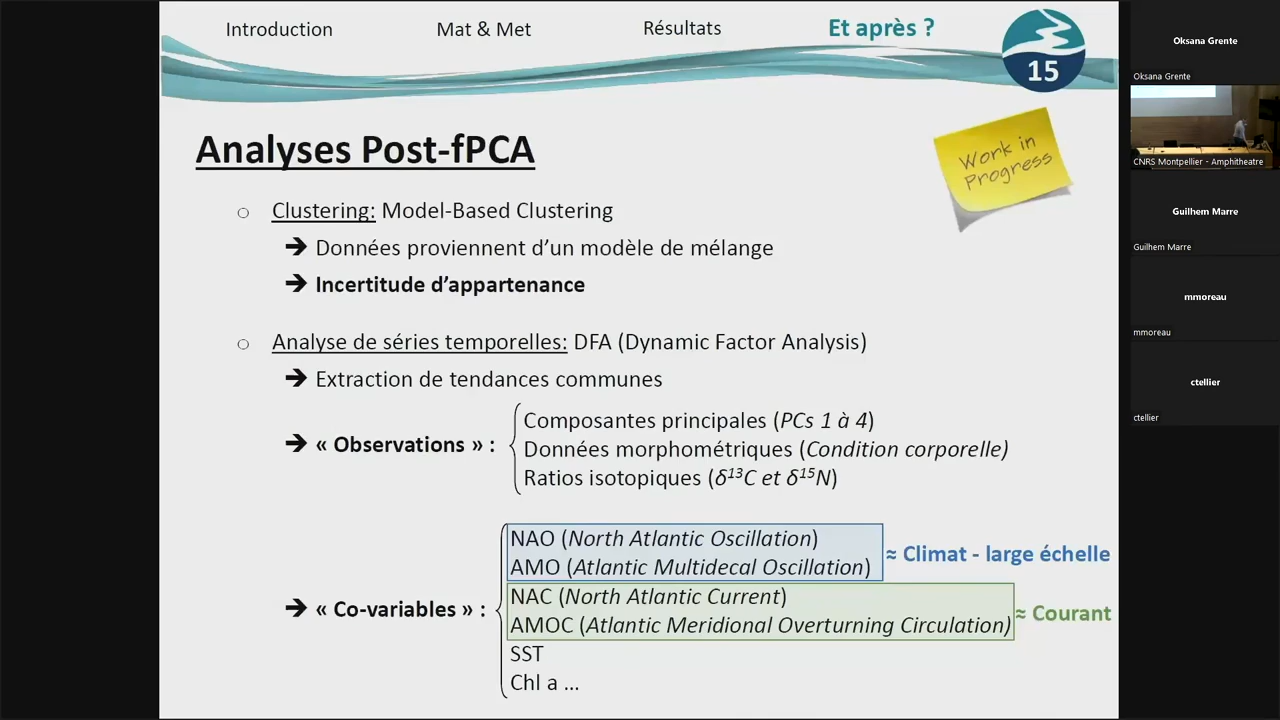 Introduction
Mat & Met
Résultats
Et après ?
15
Analyses Post-fPCA
Work in
Progress
Clustering: Model-Based Clustering
➔ Données proviennent d’un modèle de mélange
➔ Incertitude d’appartenance
Analyse de séries temporelles: DFA (Dynamic Factor Analysis)
➔ Extraction de tendances communes
➔ « Observations » :
Composantes principales (PCs 1 à 4)
Données morphométriques (Condition corporelle)
Ratios isotopiques (δ¹³C et δ¹⁵N)
➔ « Co-variables » :
NAO (North Atlantic Oscillation)
AMO (Atlantic Multidecal Oscillation)
≈ Climat - large échelle
NAC (North Atlantic Current)
AMOC (Atlantic Meridional Overturning Circulation)
≈ Courant
SST
Chl a ...
Oksana Grente
Oksana Grente
CNRS Montpellier - Amphitheatre
Guilhem Marre
Guilhem Marre
mmoreau
mmoreau
ctellier
ctellier